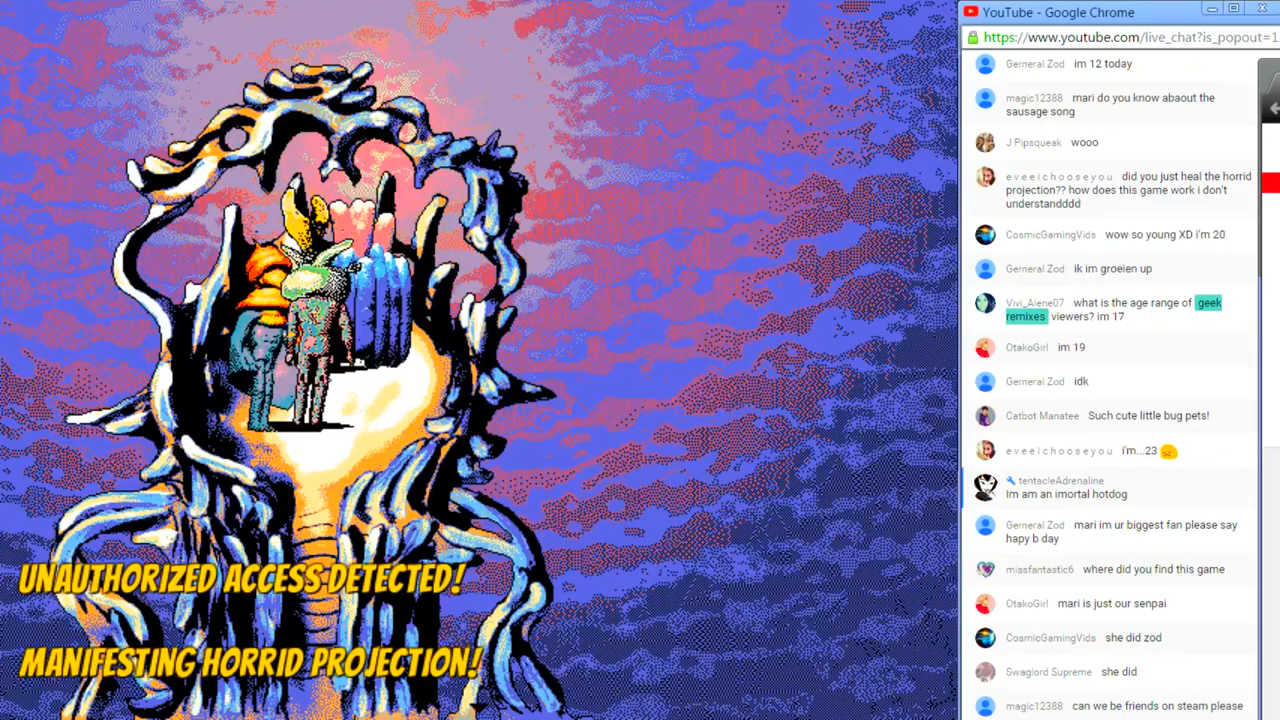 UNAUTHORIZED ACCESS DETECTED!
MANIFESTING HORRID PROJECTION!
YouTube - Google Chrome
https://www.youtube.com/live_chat?is_popout=1
Gerneral Zod im 12 today
magic12388 mari do you know abaout the
sausage song
J Pipsqueak wooo
e v e e i c h o o s e y o u did you just heal the horrid
projection?? how does this game work i don't
understandddd
CosmicGamingVids wow so young XD i'm 20
Gerneral Zod ik im groeien up
Vivi_Alene07 what is the age range of geek
remixes viewers? im 17
OtakoGirl im 19
Gerneral Zod idk
Catbot Manatee Such cute little bug pets!
e v e e i c h o o s e y o u i'm...23
tentacleAdrenaline
Im am an imortal hotdog
Gerneral Zod mari im ur biggest fan please say
hapy b day
missfantastic6 where did you find this game
OtakoGirl mari is just our senpai
CosmicGamingVids she did zod
Swaglord Supreme she did
magic12388 can we be friends on steam please